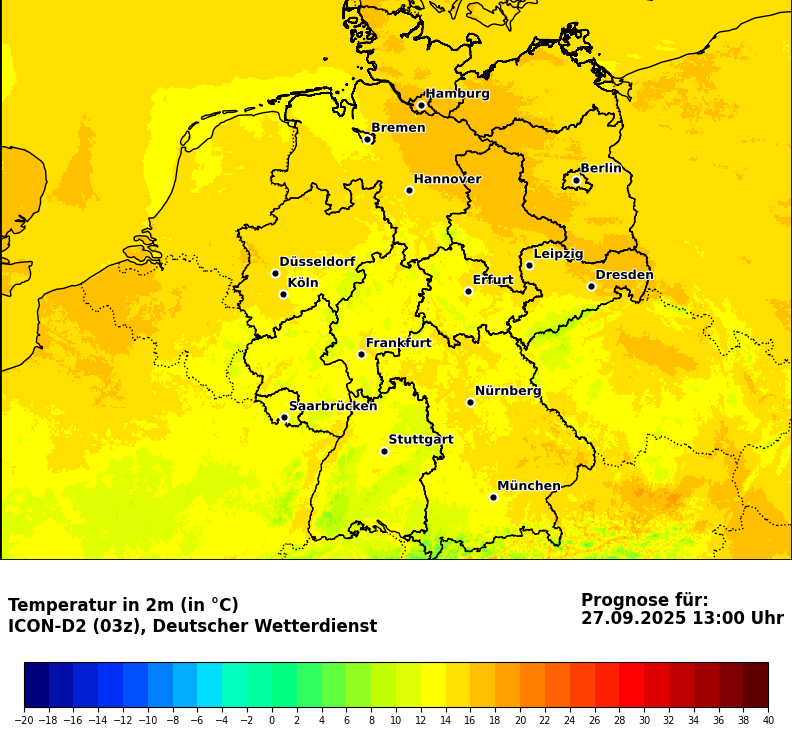 Hamburg
Bremen
Berlin
Hannover
Leipzig
Düsseldorf
Dresden
Köln
Erfurt
Frankfurt
Nürnberg
Saarbrücken
Stuttgart
München
Temperatur in 2m (in °C)
ICON-D2 (03z), Deutscher Wetterdienst
Prognose für:
27.09.2025 13:00 Uhr
−20 −18 −16 −14 −12 −10 −8 −6 −4 −2 0 2 4 6 8 10 12 14 16 18 20 22 24 26 28 30 32 34 36 38 40